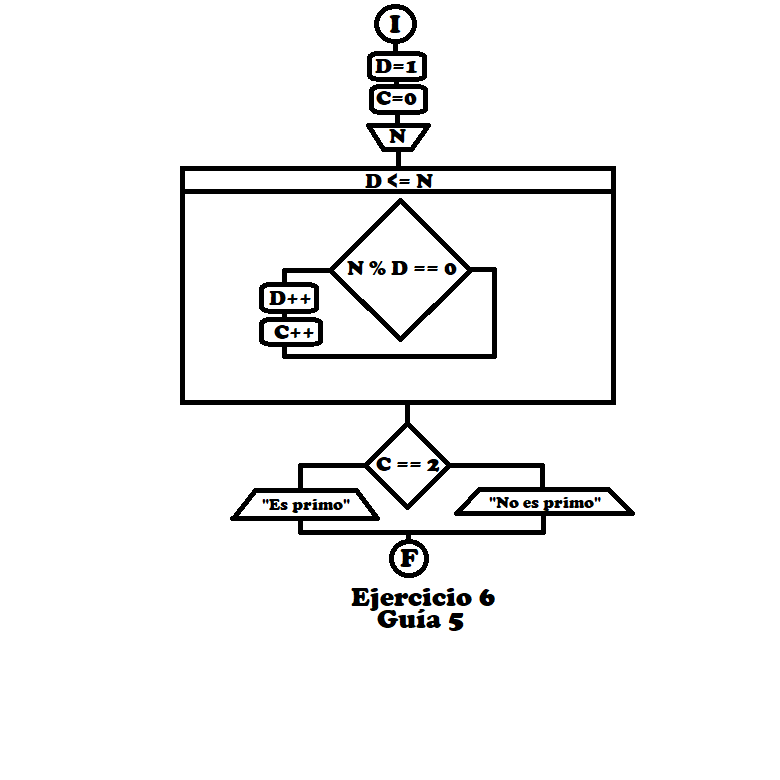 I
D=1
C=0
N
D <= N
N % D == 0
D++
C++
C == 2
"Es primo"
"No es primo"
F
Ejercicio 6
Guía 5